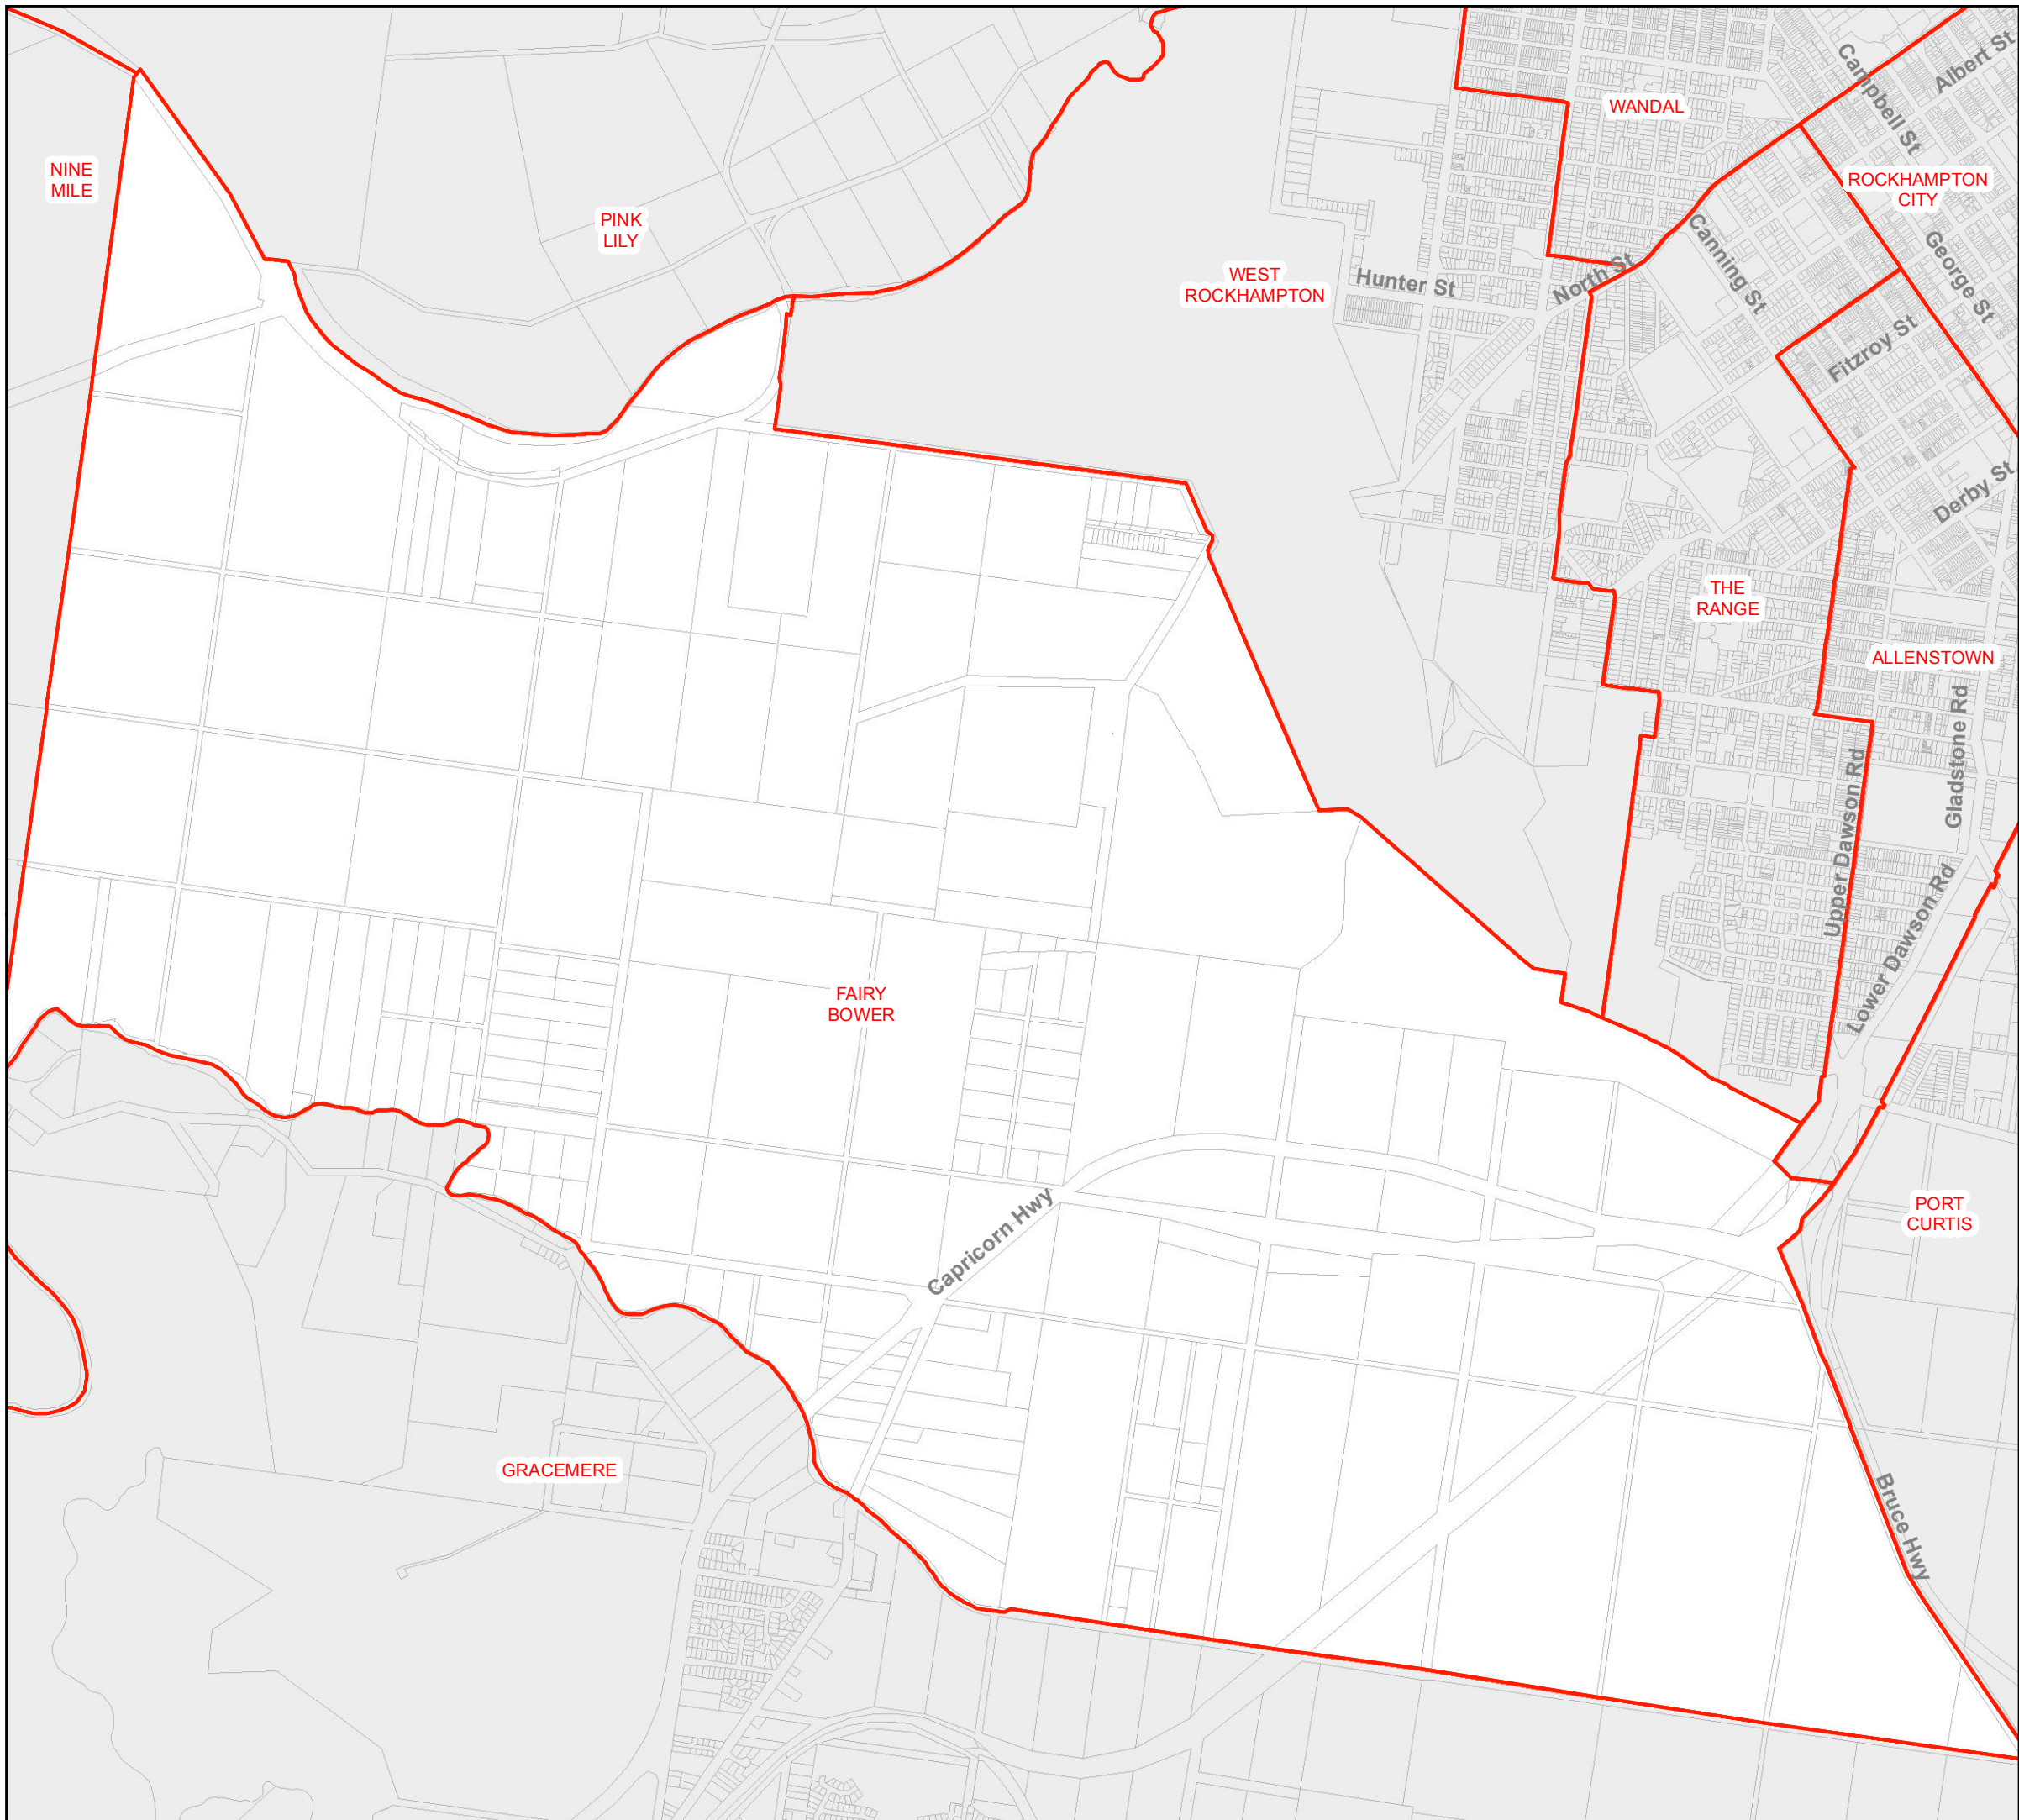 Albert St
Campbell St
WANDAL
NINE
MILE
ROCKHAMPTON
CITY
PINK
LILY
Canning St
George St
WEST
ROCKHAMPTON
Hunter St
North St
Fitzroy St
Derby St
THE
RANGE
ALLENSTOWN
Gladstone Rd
Upper Dawson Rd
Lower Dawson Rd
FAIRY
BOWER
PORT
CURTIS
Capricorn Hwy
GRACEMERE
Bruce Hwy